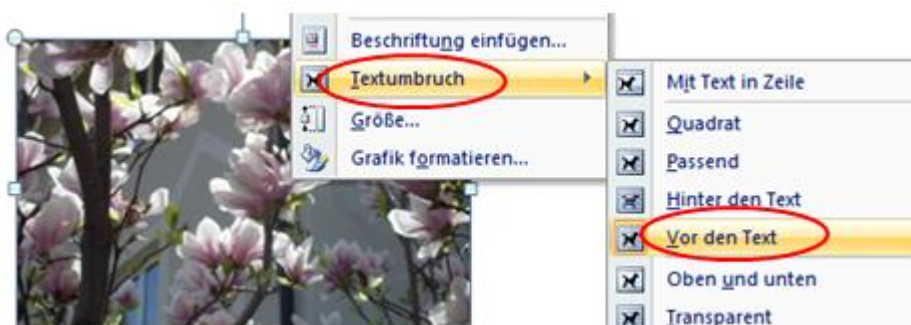 Beschriftung einfügen...
Textumbruch
Größe...
Grafik formatieren...
Mit Text in Zeile
Quadrat
Passend
Hinter den Text
Vor den Text
Oben und unten
Transparent